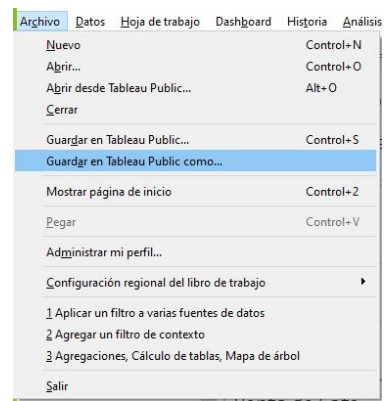 Archivo Datos Hoja de trabajo Dashboard Historia Análisis
Nuevo Control+N
Abrir... Control+O
Abrir desde Tableau Public... Alt+O
Cerrar
Guardar en Tableau Public... Control+S
Guardar en Tableau Public como...
Mostrar página de inicio Control+2
Pegar Control+V
Administrar mi perfil...
Configuración regional del libro de trabajo
1 Aplicar un filtro a varias fuentes de datos
2 Agregar un filtro de contexto
3 Agregaciones, Cálculo de tablas, Mapa de árbol
Salir